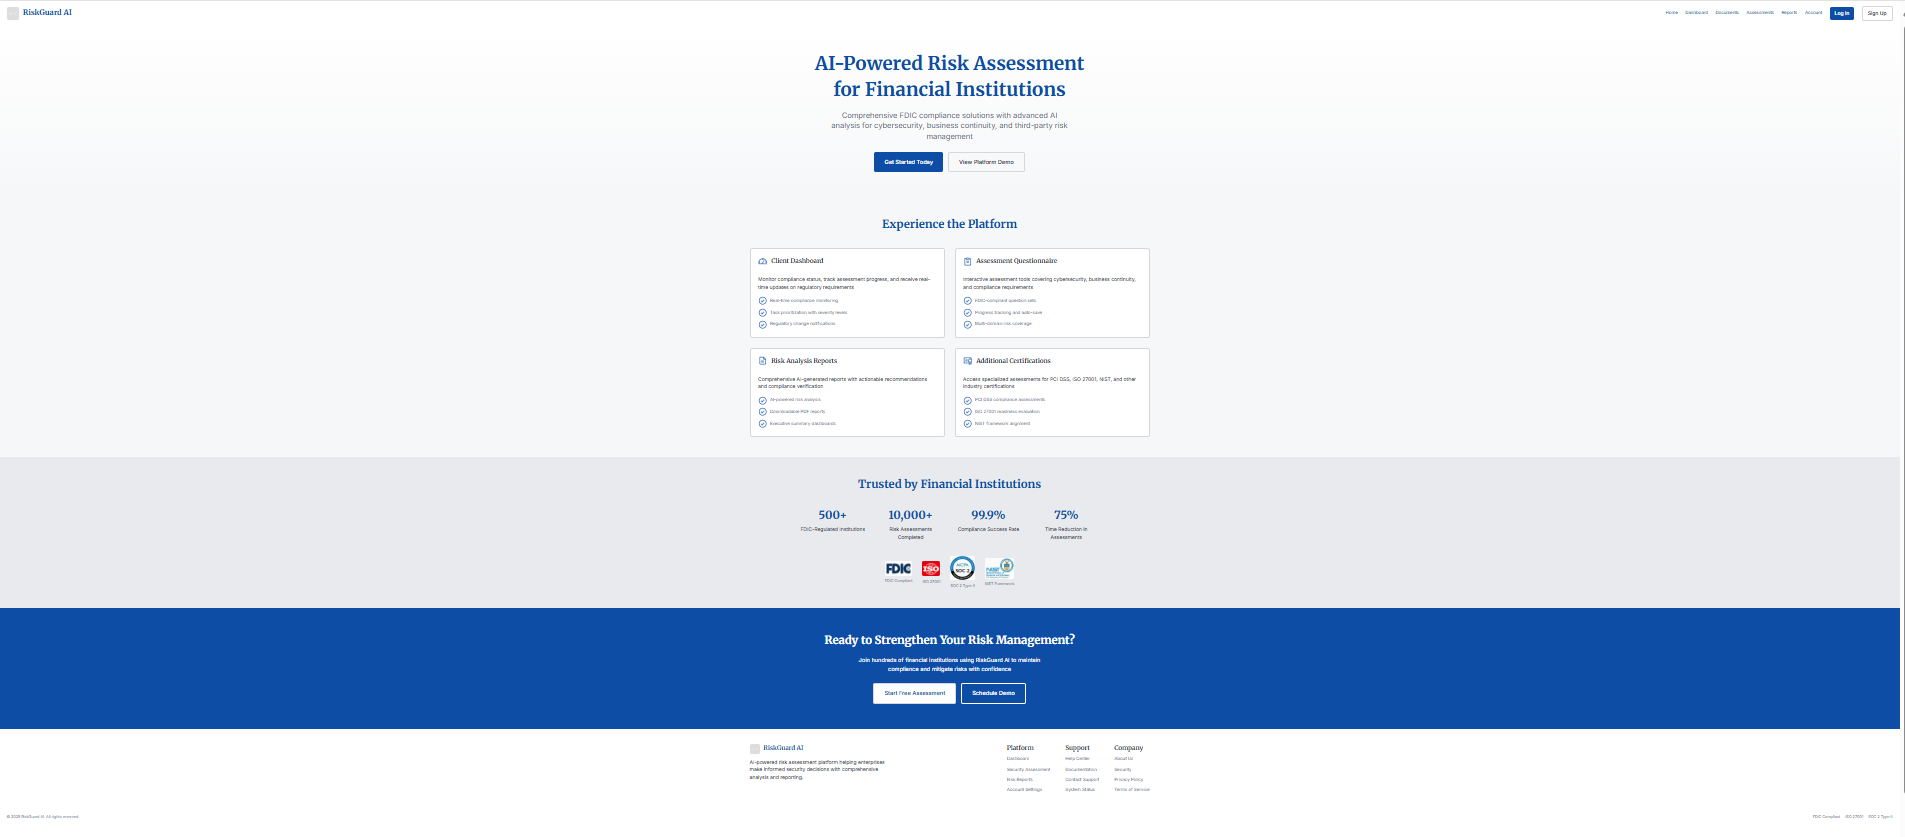 RiskGuard AI
Home Dashboard Documents Assessments Reports Account Log In Sign Up
AI-Powered Risk Assessment
for Financial Institutions
Comprehensive FDIC compliance solutions with advanced AI
analysis for cybersecurity, business continuity, and third-party risk
management
Get Started Today View Platform Demo
Experience the Platform
Client Dashboard
Monitor compliance status, track assessment progress, and receive real-
time updates on regulatory requirements
Real-time compliance monitoring
Task prioritization with severity levels
Regulatory change notifications
Assessment Questionnaire
Interactive assessment tools covering cybersecurity, business continuity,
and compliance requirements
FDIC-compliant question sets
Progress tracking and auto-save
Multi-domain risk coverage
Risk Analysis Reports
Comprehensive AI-generated reports with actionable recommendations
and compliance verification
AI-powered risk analysis
Downloadable PDF reports
Executive summary dashboards
Additional Certifications
Access specialized assessments for PCI DSS, ISO 27001, NIST, and other
industry certifications
PCI DSS compliance assessments
ISO 27001 readiness evaluation
NIST framework alignment
Trusted by Financial Institutions
500+
FDIC-Regulated Institutions
10,000+
Risk Assessments
Completed
99.9%
Compliance Success Rate
75%
Time Reduction in
Assessments
FDIC
FDIC Compliant
ISO
ISO 27001
AICPA
SOC 2
SOC 2 Type II
NIST Framework
Ready to Strengthen Your Risk Management?
Join hundreds of financial institutions using RiskGuard AI to maintain
compliance and mitigate risks with confidence
Start Free Assessment Schedule Demo
RiskGuard AI
AI-powered risk assessment platform helping enterprises
make informed security decisions with comprehensive
analysis and reporting.
Platform
Dashboard
Security Assessment
Risk Reports
Account Settings
Support
Help Center
Documentation
Contact Support
System Status
Company
About Us
Security
Privacy Policy
Terms of Service
© 2025 RiskGuard AI. All rights reserved.
FDIC Compliant ISO 27001 SOC 2 Type II